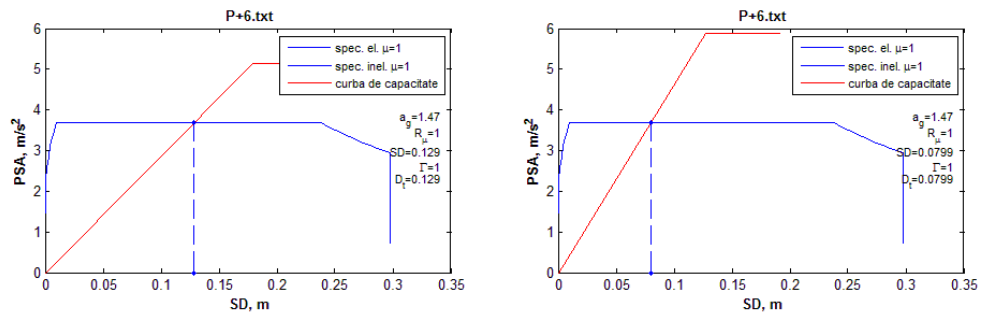 P+6.txt
6
5
4
3
2
1
0
PSA, m/s²
spec. el. μ=1
spec. inel. μ=1
curba de capacitate
a_g=1.47
R_μ=1
SD=0.129
Γ=1
D_t=0.129
0 0.05 0.1 0.15 0.2 0.25 0.3 0.35
SD, m
P+6.txt
6
5
4
3
2
1
0
PSA, m/s²
spec. el. μ=1
spec. inel. μ=1
curba de capacitate
a_g=1.47
R_μ=1
SD=0.0799
Γ=1
D_t=0.0799
0 0.05 0.1 0.15 0.2 0.25 0.3 0.35
SD, m